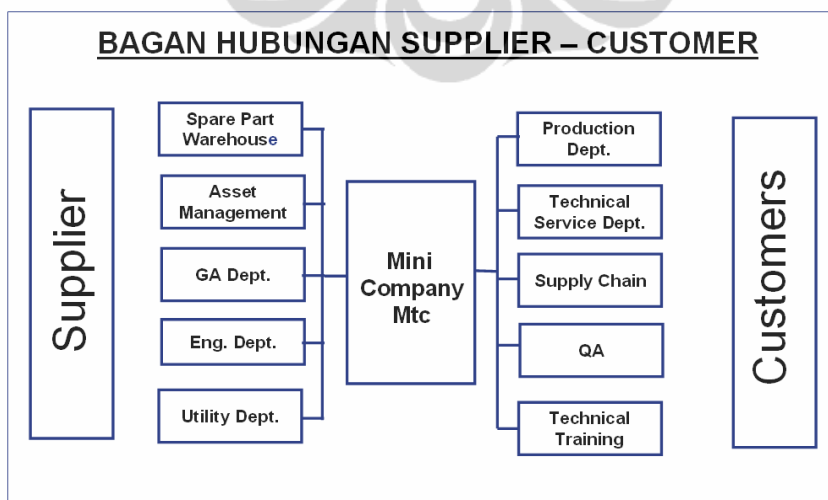 BAGAN HUBUNGAN SUPPLIER – CUSTOMER
Supplier
Spare Part
Warehouse
Asset
Management
GA Dept.
Eng. Dept.
Utility Dept.
Mini
Company
Mtc
Production
Dept.
Technical
Service Dept.
Supply Chain
QA
Technical
Training
Customers